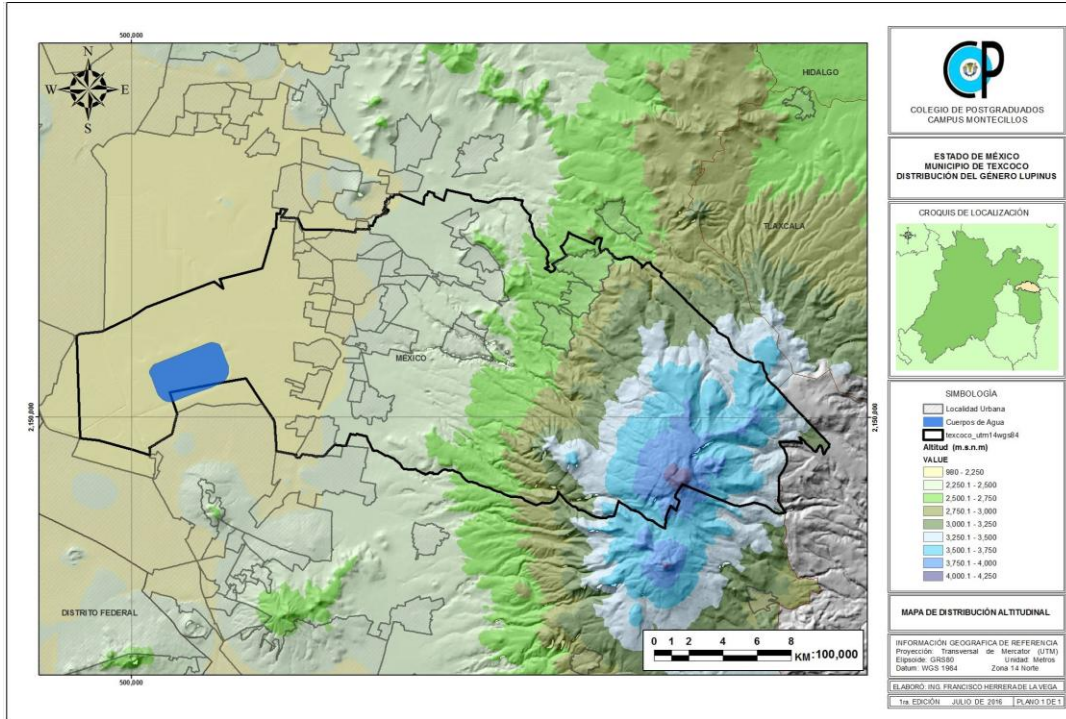 500,000
N
W E
S
HIDALGO
TLAXCALA
MÉXICO
2,150,000
2,150,000
DISTRITO FEDERAL
0 1 2 4 6 8
KM 1:100,000
500,000
CP
COLEGIO DE POSTGRADUADOS
CAMPUS MONTECILLOS
ESTADO DE MÉXICO
MUNICIPIO DE TEXCOCO
DISTRIBUCIÓN DEL GÉNERO LUPINUS
CROQUIS DE LOCALIZACIÓN
SIMBOLOGÍA
Localidad Urbana
Cuerpos de Agua
texcoco_utm14wgs84
Altitud (m.s.n.m)
VALUE
980 - 2,250
2,250.1 - 2,500
2,500.1 - 2,750
2,750.1 - 3,000
3,000.1 - 3,250
3,250.1 - 3,500
3,500.1 - 3,750
3,750.1 - 4,000
4,000.1 - 4,250
MAPA DE DISTRIBUCIÓN ALTITUDINAL
INFORMACIÓN GEOGRAFICA DE REFERENCIA
Proyección: Transversal de Mercator (UTM)
Elipsoide: GRS80 Unidad: Metros
Datum: WGS 1984 Zona 14 Norte
ELABORÓ: ING. FRANCISCO HERRERA DE LA VEGA
1ra EDICIÓN JULIO DE 2016 PLANO 1 DE 1